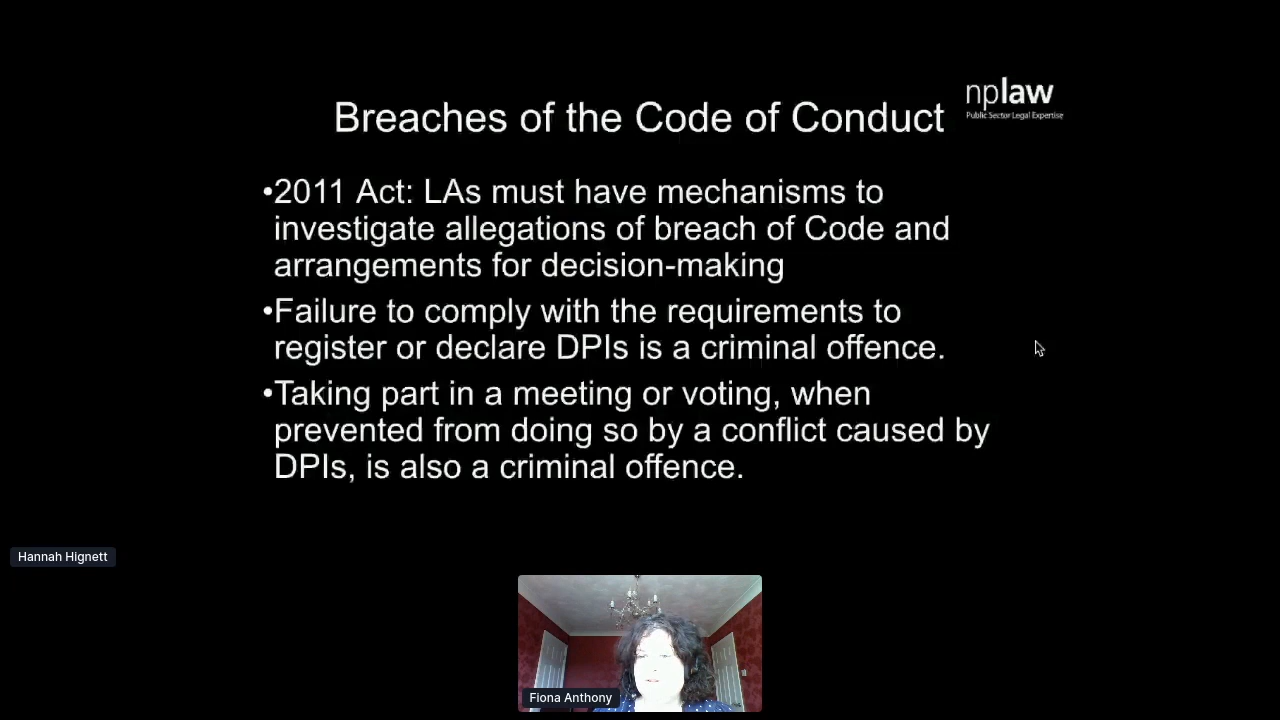 Breaches of the Code of Conduct
nplaw
Public Sector Legal Expertise
•2011 Act: LAs must have mechanisms to
investigate allegations of breach of Code and
arrangements for decision-making
•Failure to comply with the requirements to
register or declare DPIs is a criminal offence.
•Taking part in a meeting or voting, when
prevented from doing so by a conflict caused by
DPIs, is also a criminal offence.
Hannah Hignett
Fiona Anthony